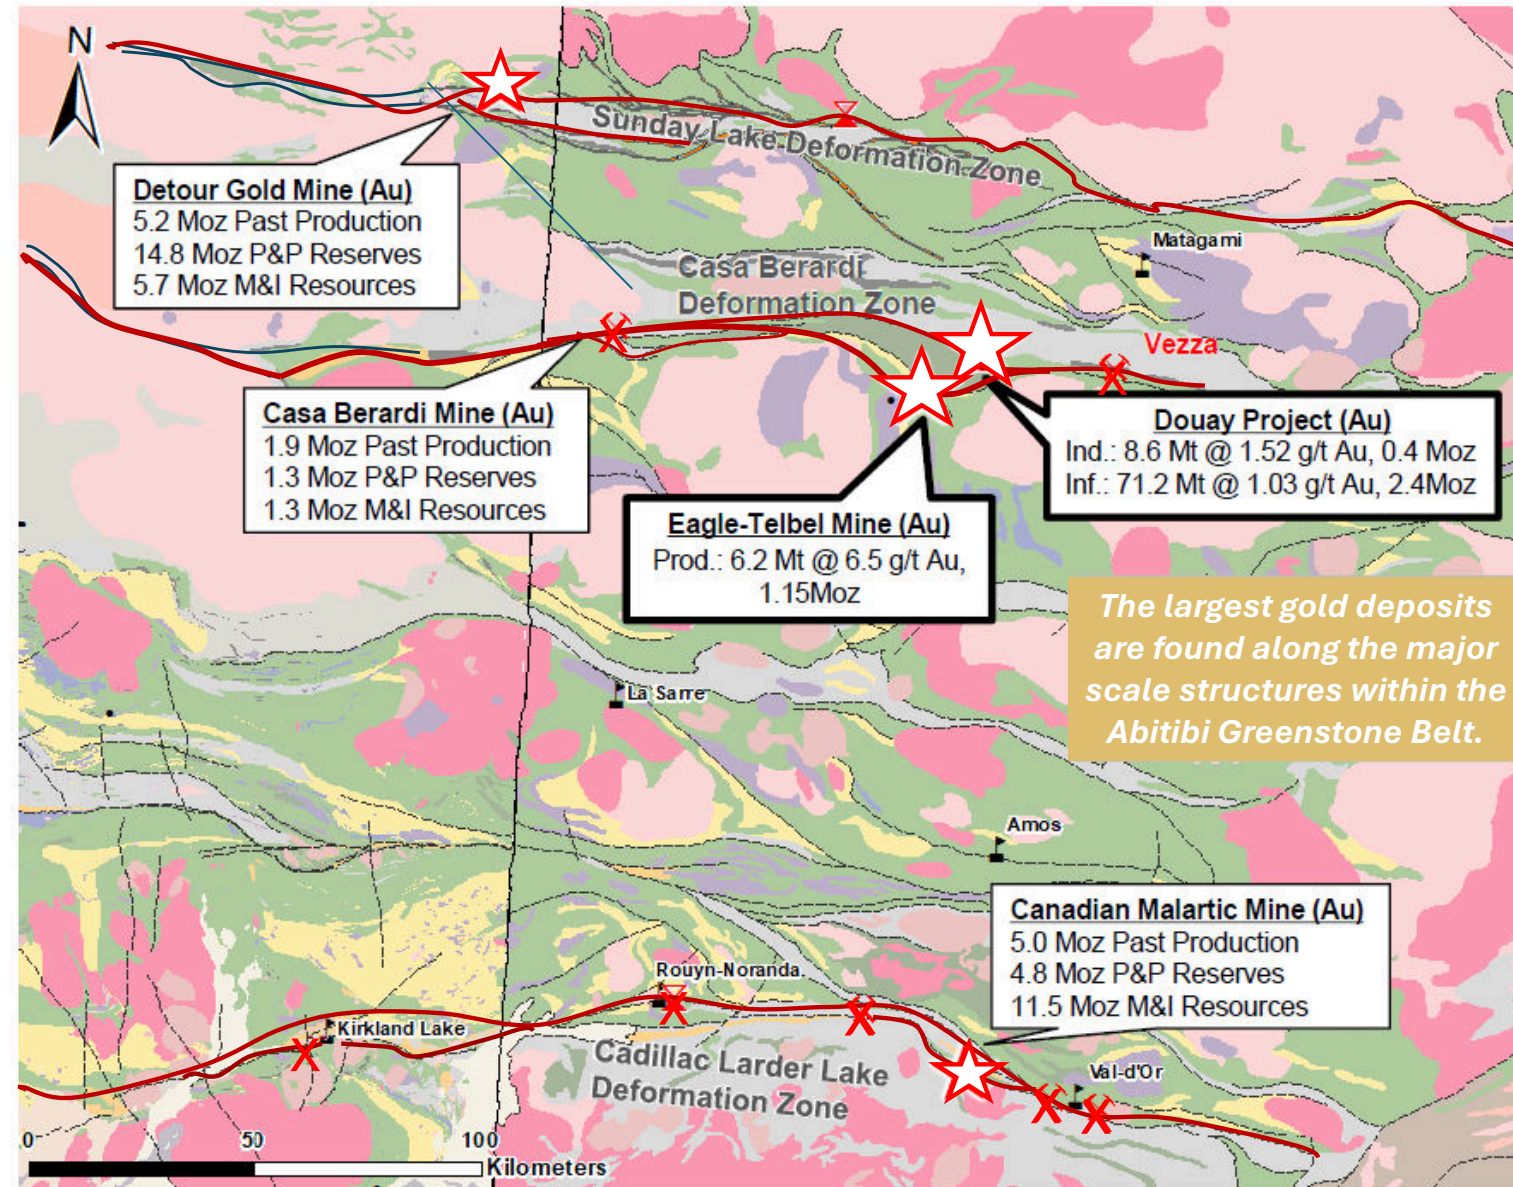 N
Sunday Lake Deformation Zone
Detour Gold Mine (Au)
5.2 Moz Past Production
14.8 Moz P&P Reserves
5.7 Moz M&I Resources
Matagami
Casa Berardi
Deformation Zone
Vezza
Casa Berardi Mine (Au)
1.9 Moz Past Production
1.3 Moz P&P Reserves
1.3 Moz M&I Resources
Douay Project (Au)
Ind.: 8.6 Mt @ 1.52 g/t Au, 0.4 Moz
Inf.: 71.2 Mt @ 1.03 g/t Au, 2.4Moz
Eagle-Telbel Mine (Au)
Prod.: 6.2 Mt @ 6.5 g/t Au,
1.15Moz
The largest gold deposits
are found along the major
scale structures within the
Abitibi Greenstone Belt.
La Sarre
Amos
Canadian Malartic Mine (Au)
5.0 Moz Past Production
4.8 Moz P&P Reserves
11.5 Moz M&I Resources
Rouyn-Noranda
Kirkland Lake
Cadillac Larder Lake
Deformation Zone
Val-d'Or
0 50 100
Kilometers